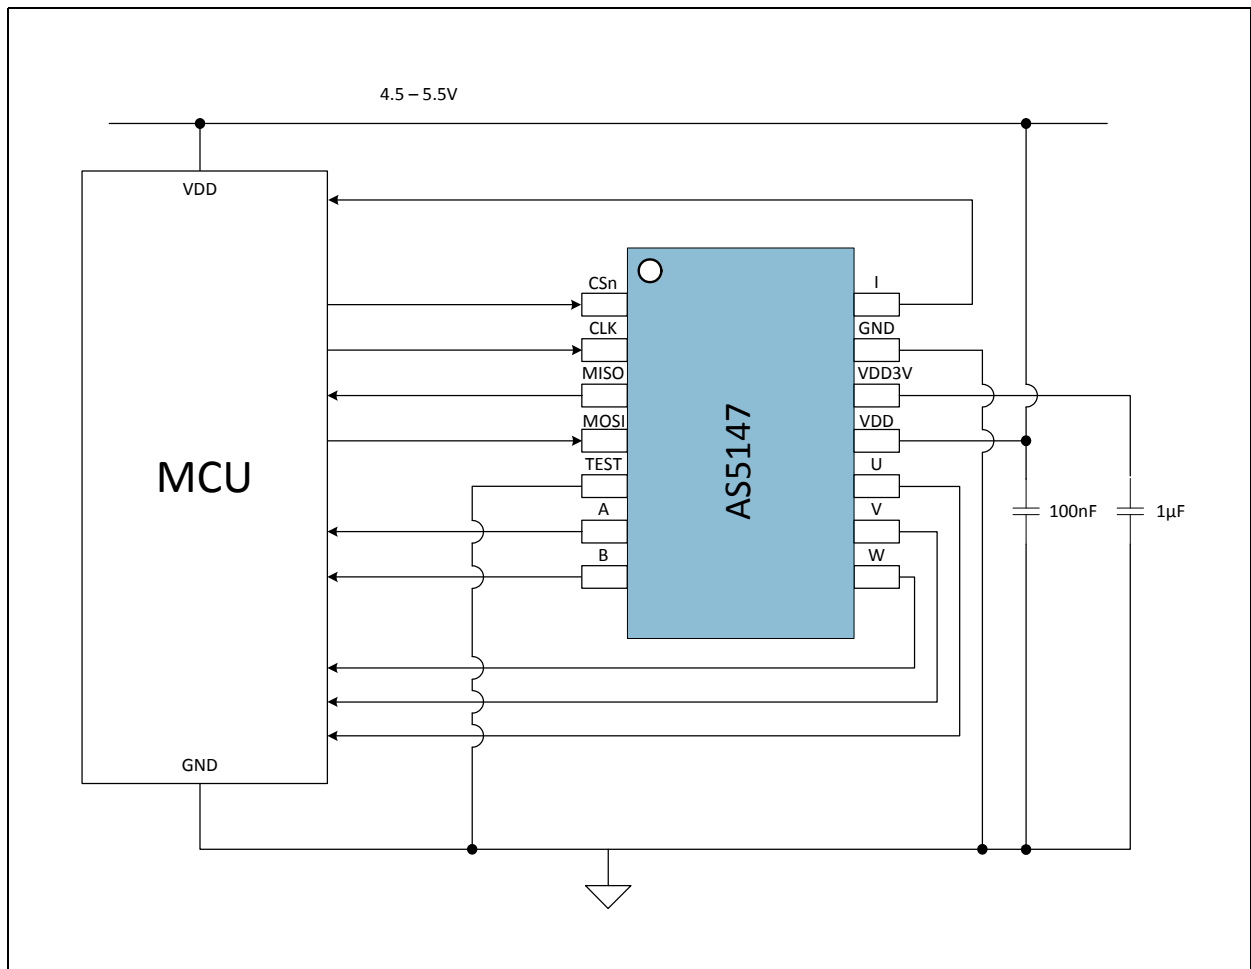 4.5 – 5.5V
VDD
CSn
I
CLK
GND
MISO
VDD3V
MOSI
VDD
TEST
U
A
V
B
W
MCU
AS5147
100nF
1µF
GND